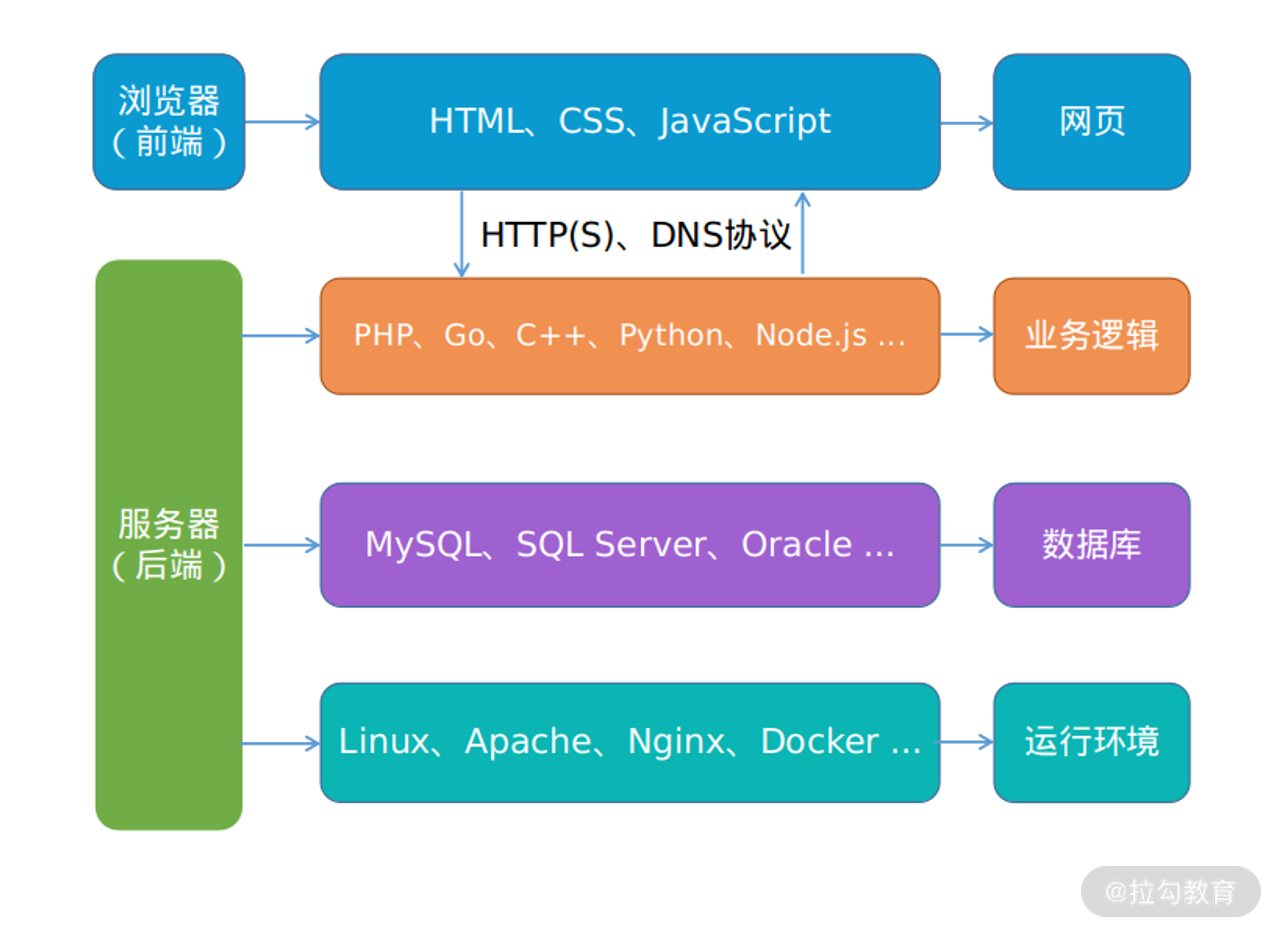 浏览器
（前端）
HTML、CSS、JavaScript
网页
HTTP(S)、DNS协议
PHP、Go、C++、Python、Node.js ...
业务逻辑
服务器
（后端）
MySQL、SQL Server、Oracle ...
数据库
Linux、Apache、Nginx、Docker ...
运行环境
@拉勾教育